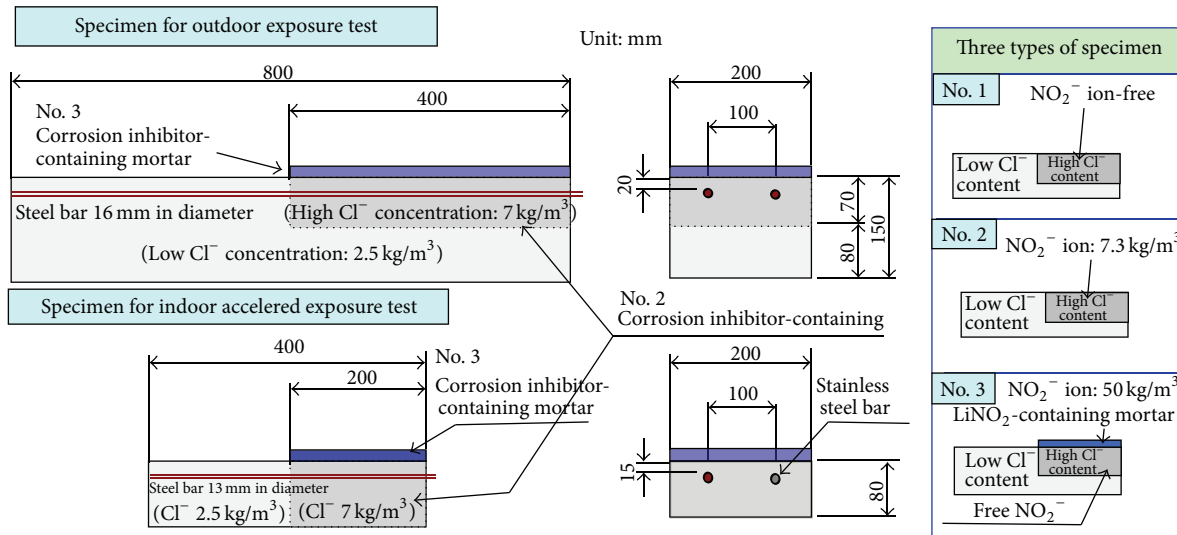 Specimen for outdoor exposure test
Unit: mm
800
400
No. 3
Corrosion inhibitor-
containing mortar
Steel bar 16 mm in diameter
(High Cl⁻ concentration: 7 kg/m³)
(Low Cl⁻ concentration: 2.5 kg/m³)
200
100
20
70
80
150
Specimen for indoor accelered exposure test
No. 2
Corrosion inhibitor-containing
400
200
No. 3
Corrosion inhibitor-
containing mortar
Steel bar 13 mm in diameter
(Cl⁻ 2.5 kg/m³)
(Cl⁻ 7 kg/m³)
200
100
Stainless
steel bar
15
80
Three types of specimen
No. 1
NO₂⁻ ion-free
Low Cl⁻
content
High Cl⁻
content
No. 2
NO₂⁻ ion: 7.3 kg/m³
Low Cl⁻
content
High Cl⁻
content
No. 3
NO₂⁻ ion: 50 kg/m³
LiNO₂-containing mortar
Low Cl⁻
content
High Cl⁻
content
Free NO₂⁻